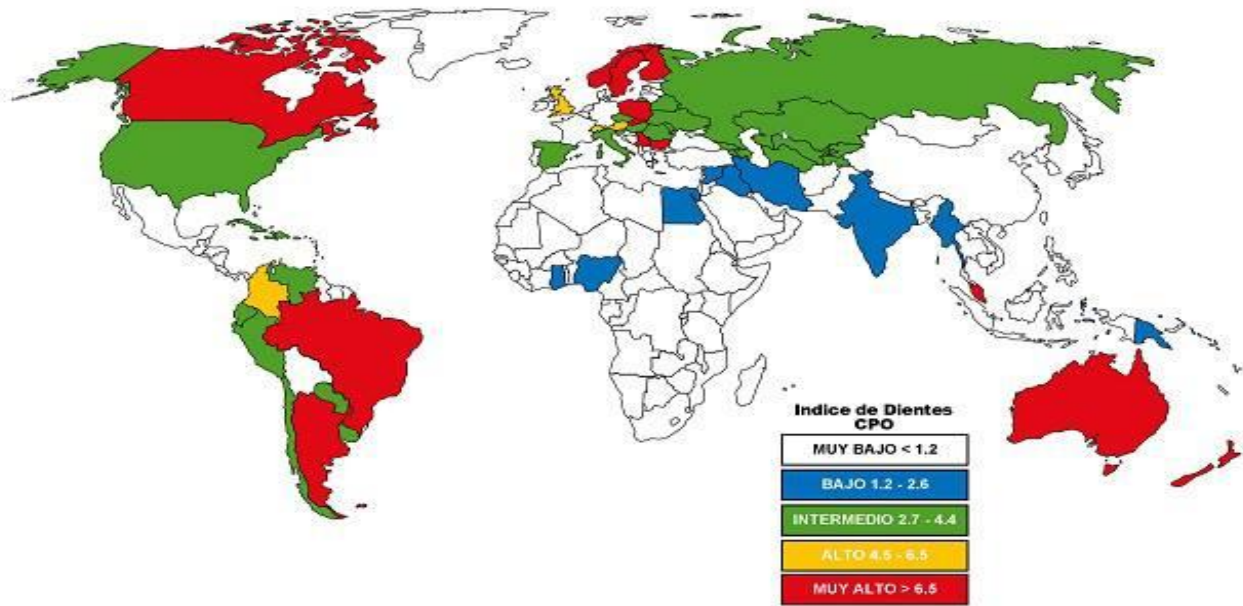 Indice de Dientes
CPO
MUY BAJO < 1.2
BAJO 1.2 - 2.6
INTERMEDIO 2.7 - 4.4
ALTO 4.5 - 6.5
MUY ALTO > 6.5